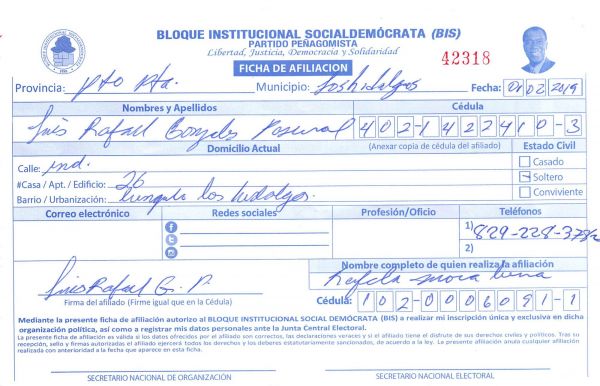 BLOQUE INSTITUCIONAL SOCIALDEMÓCRATA (BIS)
PARTIDO PEÑAGOMISTA
Libertad, Justicia, Democracia y Solidaridad
42318
FICHA DE AFILIACION
Provincia: Pto Pta. Municipio: Los hidalgos Fecha: 01 02 2019
Nombres y Apellidos Cédula
Luis Rafael Gonzales Pascual 402-1422410-3
Domicilio Actual (Anexar copia de cédula del afiliado) Estado Civil
Calle: ind. Casado
#Casa / Apt. / Edificio: 26 Soltero
Barrio / Urbanización: los hidalgos. Conviviente
Correo electrónico Redes sociales Profesión/Oficio Teléfonos
1) 829-228-
2)
Nombre completo de quien realiza la afiliación
Luis Rafael G. P. Rafela mora
Firma del afiliado (Firme igual que en la Cédula) Cédula: 102-0006091-1
Mediante la presente ficha de afiliación autorizo al BLOQUE INSTITUCIONAL SOCIAL DEMÓCRATA (BIS) a realizar mi inscripción única y exclusiva en dicha
organización política, así como a registrar mis datos personales ante la Junta Central Electoral.
La presente ficha de afiliación es válida si los datos ofrecidos por el afiliado son correctos, las declaraciones veraces y si el afiliado tiene el disfrute de sus derechos civiles y políticos. Tras su
recepción, sello y firmas autorizadas el afiliado ejercerá todos los derechos y los deberes estatutariamente sancionados, de acuerdo a la ley. La presente afiliación anula cualquier afiliación
realizada con anterioridad a la fecha que aparece en esta ficha.
SECRETARIO NACIONAL DE ORGANIZACIÓN SECRETARIO NACIONAL ELECTORAL